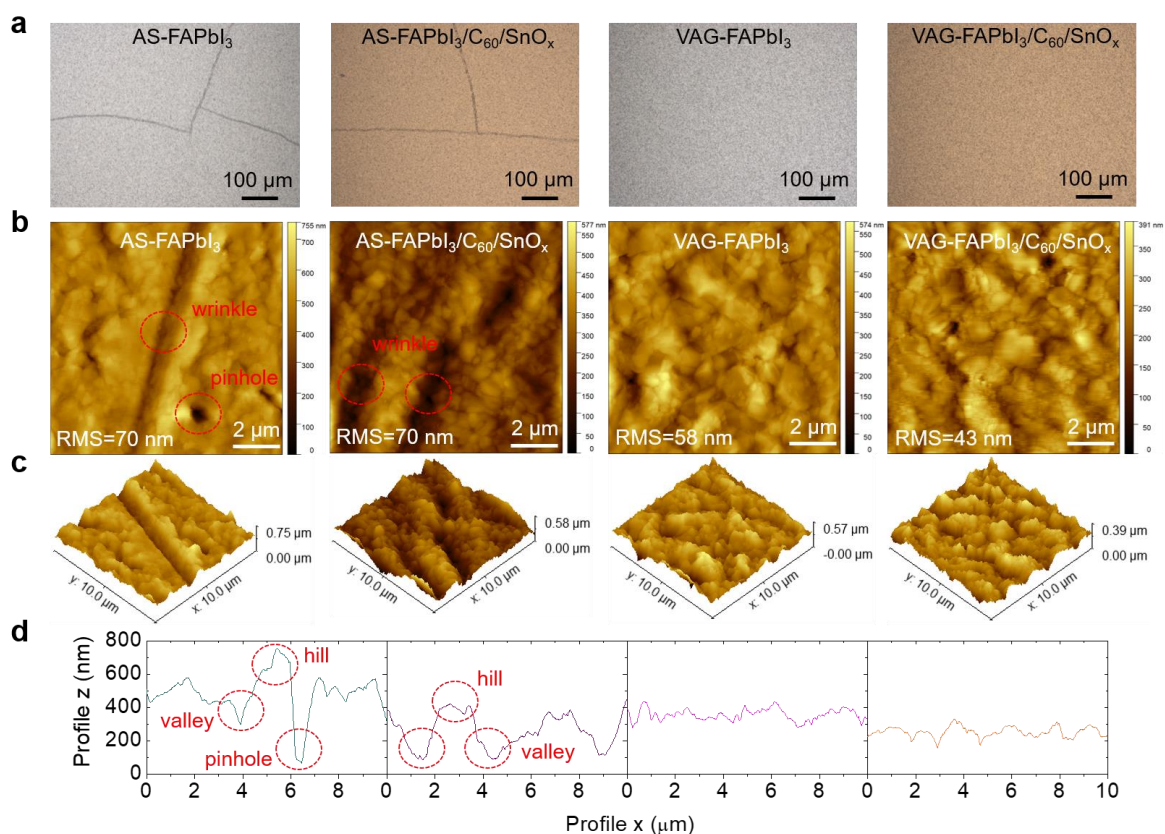 a
AS-FAPbI₃
AS-FAPbI₃/C₆₀/SnOₓ
VAG-FAPbI₃
VAG-FAPbI₃/C₆₀/SnOₓ
100 μm
100 μm
100 μm
100 μm
b
AS-FAPbI₃
wrinkle
pinhole
RMS=70 nm
2 μm
755 nm
700
600
500
400
300
200
100
0
AS-FAPbI₃/C₆₀/SnOₓ
wrinkle
RMS=70 nm
2 μm
577 nm
550
500
450
400
350
300
250
200
150
100
50
0
VAG-FAPbI₃
RMS=58 nm
2 μm
574 nm
500
450
400
350
300
250
200
150
100
50
0
VAG-FAPbI₃/C₆₀/SnOₓ
RMS=43 nm
2 μm
391 nm
350
300
250
200
150
100
50
0
c
0.75 μm
0.00 μm
y: 10.0 μm
x: 10.0 μm
0.58 μm
0.00 μm
y: 10.0 μm
x: 10.0 μm
0.57 μm
-0.00 μm
y: 10.0 μm
x: 10.0 μm
0.39 μm
0.00 μm
y: 10.0 μm
x: 10.0 μm
d
Profile z (nm)
800
600
400
200
0
valley
hill
pinhole
hill
valley
0 2 4 6 8 0 2 4 6 8 0 2 4 6 8 0 2 4 6 8 10
Profile x (μm)